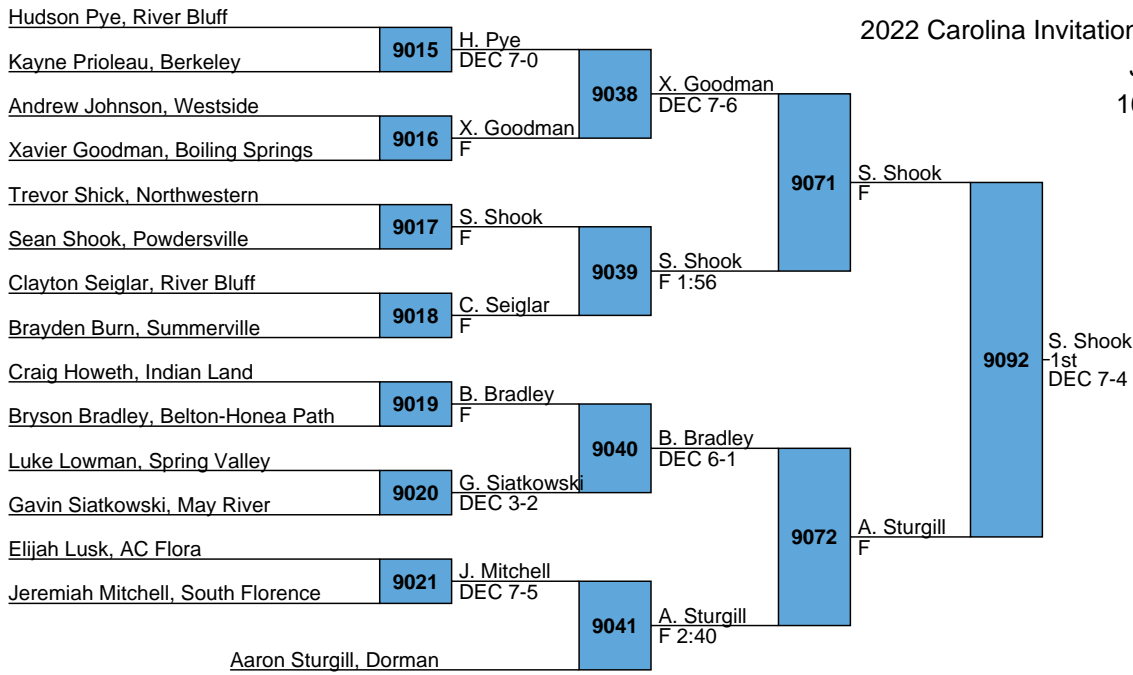 Hudson Pye, River Bluff
2022 Carolina Invitation
9015
H. Pye
DEC 7-0
Kayne Prioleau, Berkeley
9038
X. Goodman
DEC 7-6
Andrew Johnson, Westside
10
9016
X. Goodman
F
Xavier Goodman, Boiling Springs
9071
S. Shook
F
Trevor Shick, Northwestern
9017
S. Shook
F
Sean Shook, Powdersville
9039
S. Shook
F 1:56
Clayton Seiglar, River Bluff
9018
C. Seiglar
F
Brayden Burn, Summerville
9092
S. Shook
1st
DEC 7-4
Craig Howeth, Indian Land
9019
B. Bradley
F
Bryson Bradley, Belton-Honea Path
9040
B. Bradley
DEC 6-1
Luke Lowman, Spring Valley
9020
G. Siatkowski
DEC 3-2
Gavin Siatkowski, May River
9072
A. Sturgill
F
Elijah Lusk, AC Flora
9021
J. Mitchell
DEC 7-5
Jeremiah Mitchell, South Florence
9041
A. Sturgill
F 2:40
Aaron Sturgill, Dorman